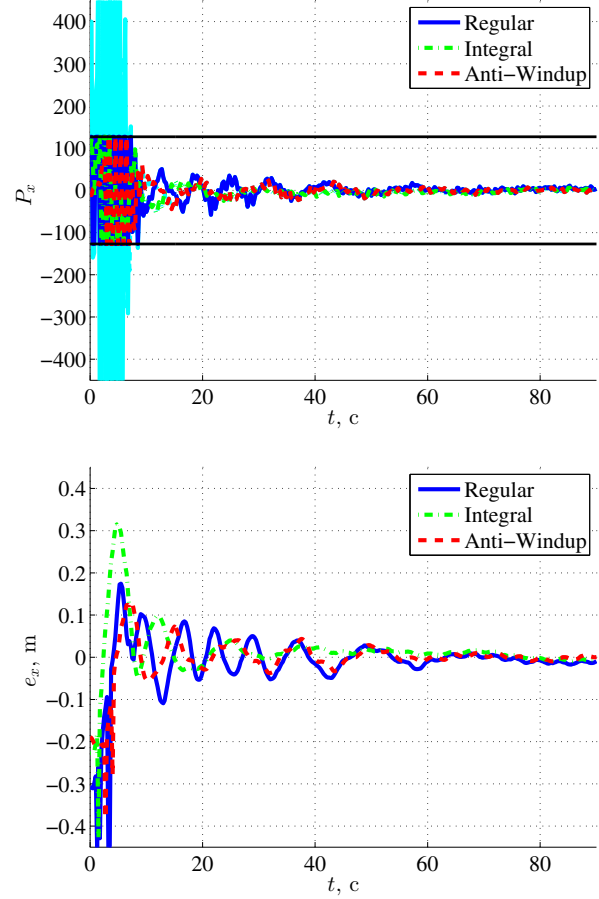 400
300
200
100
0
−100
−200
−300
−400
P_x
Regular
Integral
Anti−Windup
0 20 40 60 80
t, c
0.4
0.3
0.2
0.1
0
−0.1
−0.2
−0.3
−0.4
e_x, m
Regular
Integral
Anti−Windup
0 20 40 60 80
t, c